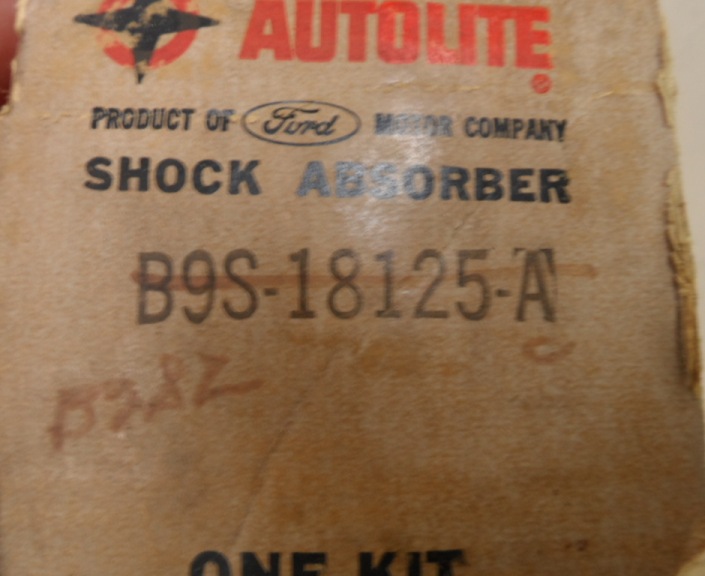 AUTOLITE
PRODUCT OF Ford MOTOR COMPANY
SHOCK ABSORBER
B9S-18125-A
ONE KIT